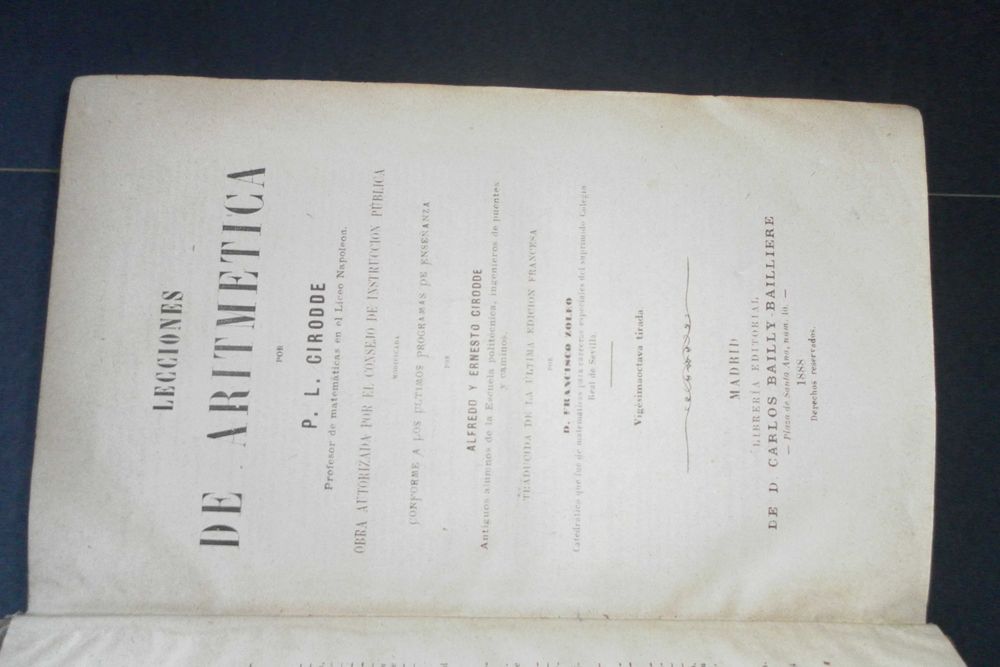 LECCIONES
DE ARITMETICA
POR
P. L. CIRODDE
Profesor de matemáticas en el Liceo Napoleon.
OBRA AUTORIZADA POR EL CONSEJO DE INSTRUCCION PÚBLICA
MODIFICADA
CONFORME A LOS ÚLTIMOS PROGRAMAS DE ENSEÑANZA
POR
ALFREDO Y ERNESTO CIRODDE
Antiguos alumnos de la Escuela politécnica, ingenieros de puentes
y caminos.
TRADUCIDA DE LA ULTIMA EDICION FRANCESA
POR
D. FRANCISCO ZOLEO
Catedrático que fué de matemáticas para carreras especiales del suprimido Colegio
Real de Sevilla
Vigésimaoctava tirada
MADRID
LIBRERÍA EDITORIAL
DE D. CARLOS BAILLY-BAILLIERE
— Plaza de Santa Ana, núm. 10. —
1888
Derechos reservados.